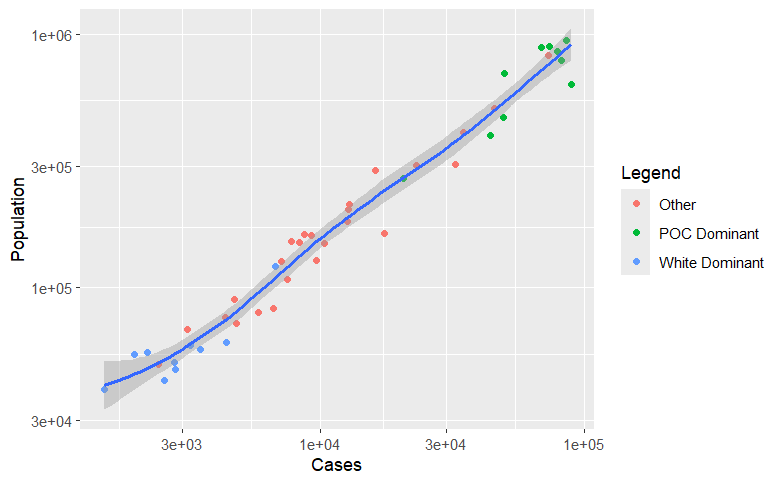 1e+06
3e+05
1e+05
3e+04
Population
3e+03
1e+04
3e+04
1e+05
Cases
Legend
Other
POC Dominant
White Dominant